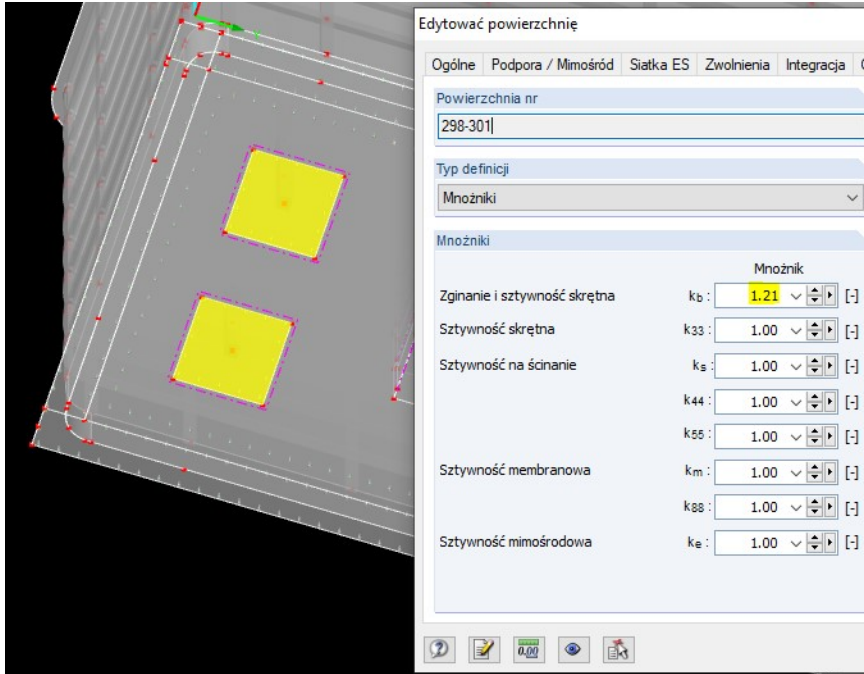 Edytować powierzchnię
Ogólne Podpora / Mimośród Siatka ES Zwolnienia Integracja
Powierzchnia nr
298-301
Typ definicji
Mnożniki
Mnożniki
Mnożnik
Zginanie i sztywność skrętna kb : 1.21 [-]
Sztywność skrętna k33 : 1.00 [-]
Sztywność na ścinanie ks : 1.00 [-]
k44 : 1.00 [-]
k55 : 1.00 [-]
Sztywność membranowa km : 1.00 [-]
k88 : 1.00 [-]
Sztywność mimośrodowa ke : 1.00 [-]
0.00